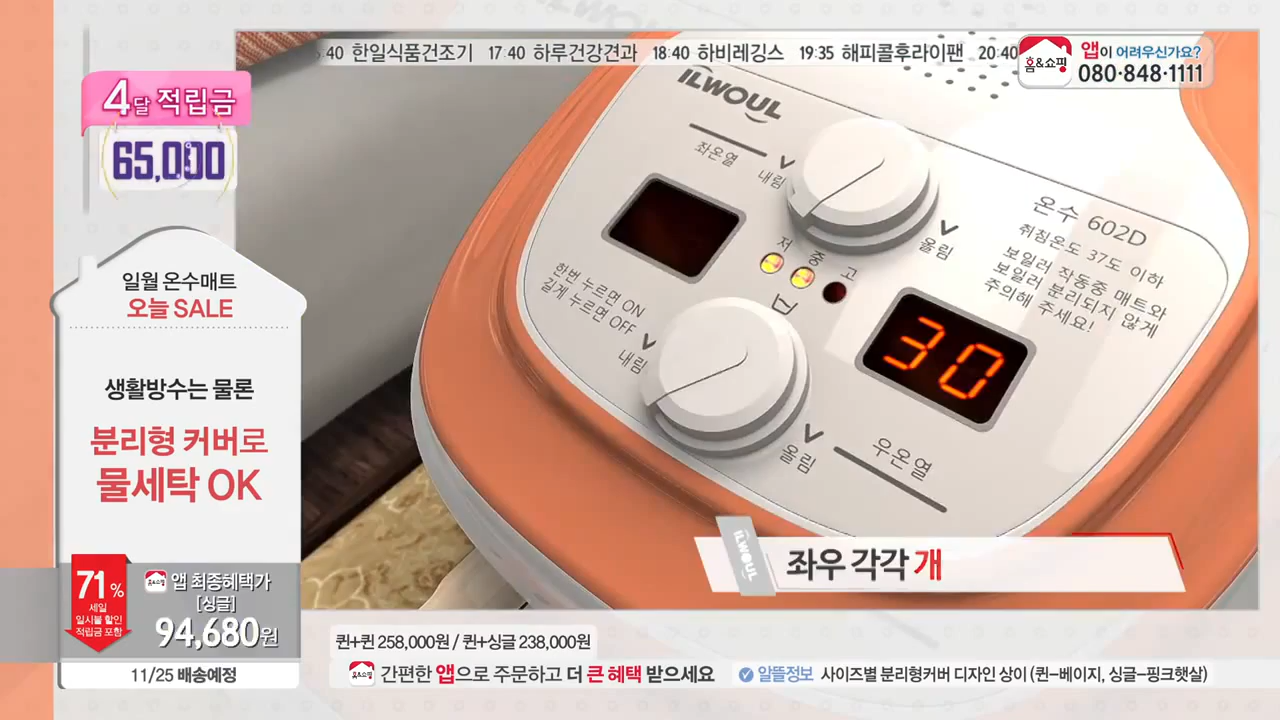 :40 한일식품건조기 17:40 하루건강견과 18:40 하비레깅스 19:35 해피콜후라이팬 20:40
홈&쇼핑
앱이 어려우신가요?
080·848·1111
4달 적립금
65,000
일월 온수매트
오늘 SALE
생활방수는 물론
분리형 커버로
물세탁 OK
71%
세일
일시불 할인
적립금 포함
홈&쇼핑 앱 최종혜택가
[싱글]
94,680원
11/25 배송예정
ILWOUL
좌온열
내림
올림
저 중 고
한번 누르면 ON
길게 누르면 OFF
내림
올림
우온열
30
온수 602D
취침온도 37도 이하
보일러 작동중 매트와
보일러 분리되지 않게
주의해 주세요!
ILWOUL
좌우 각각 개
퀸+퀸 258,000원 / 퀸+싱글 238,000원
홈&쇼핑 간편한 앱으로 주문하고 더 큰 혜택 받으세요
알뜰정보 사이즈별 분리형커버 디자인 상이 (퀸-베이지, 싱글-핑크햇살)